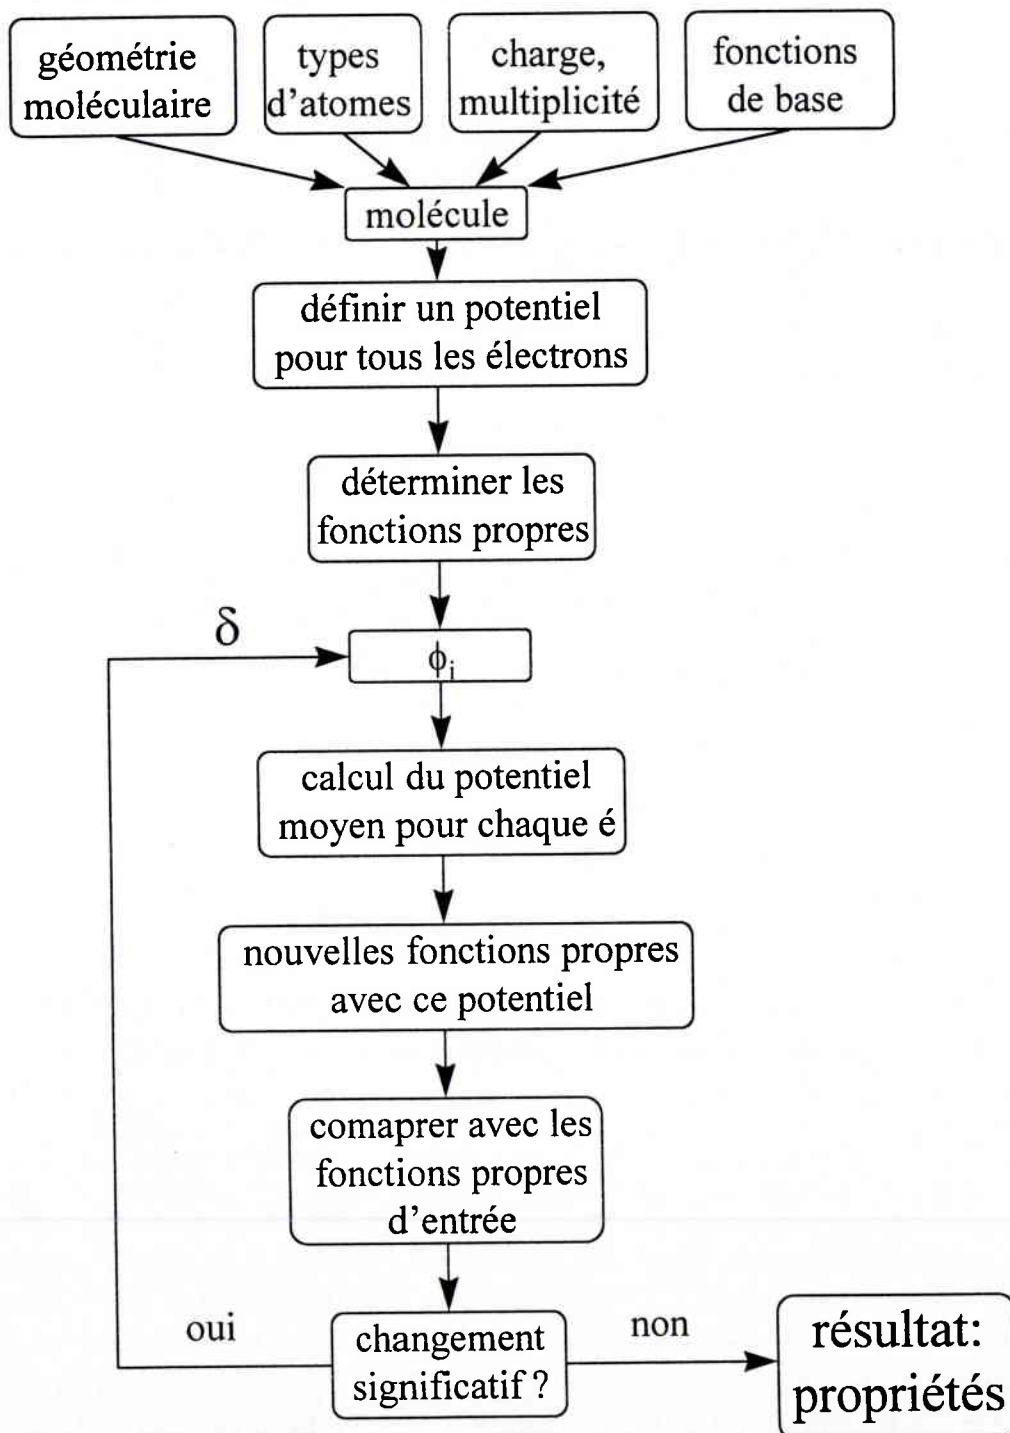 géométrie
moléculaire
types
d'atomes
charge,
multiplicité
fonctions
de base
molécule
définir un potentiel
pour tous les électrons
déterminer les
fonctions propres
δ
ϕi
calcul du potentiel
moyen pour chaque é
nouvelles fonctions propres
avec ce potentiel
comaprer avec les
fonctions propres
d'entrée
oui
changement
significatif ?
non
résultat:
propriétés